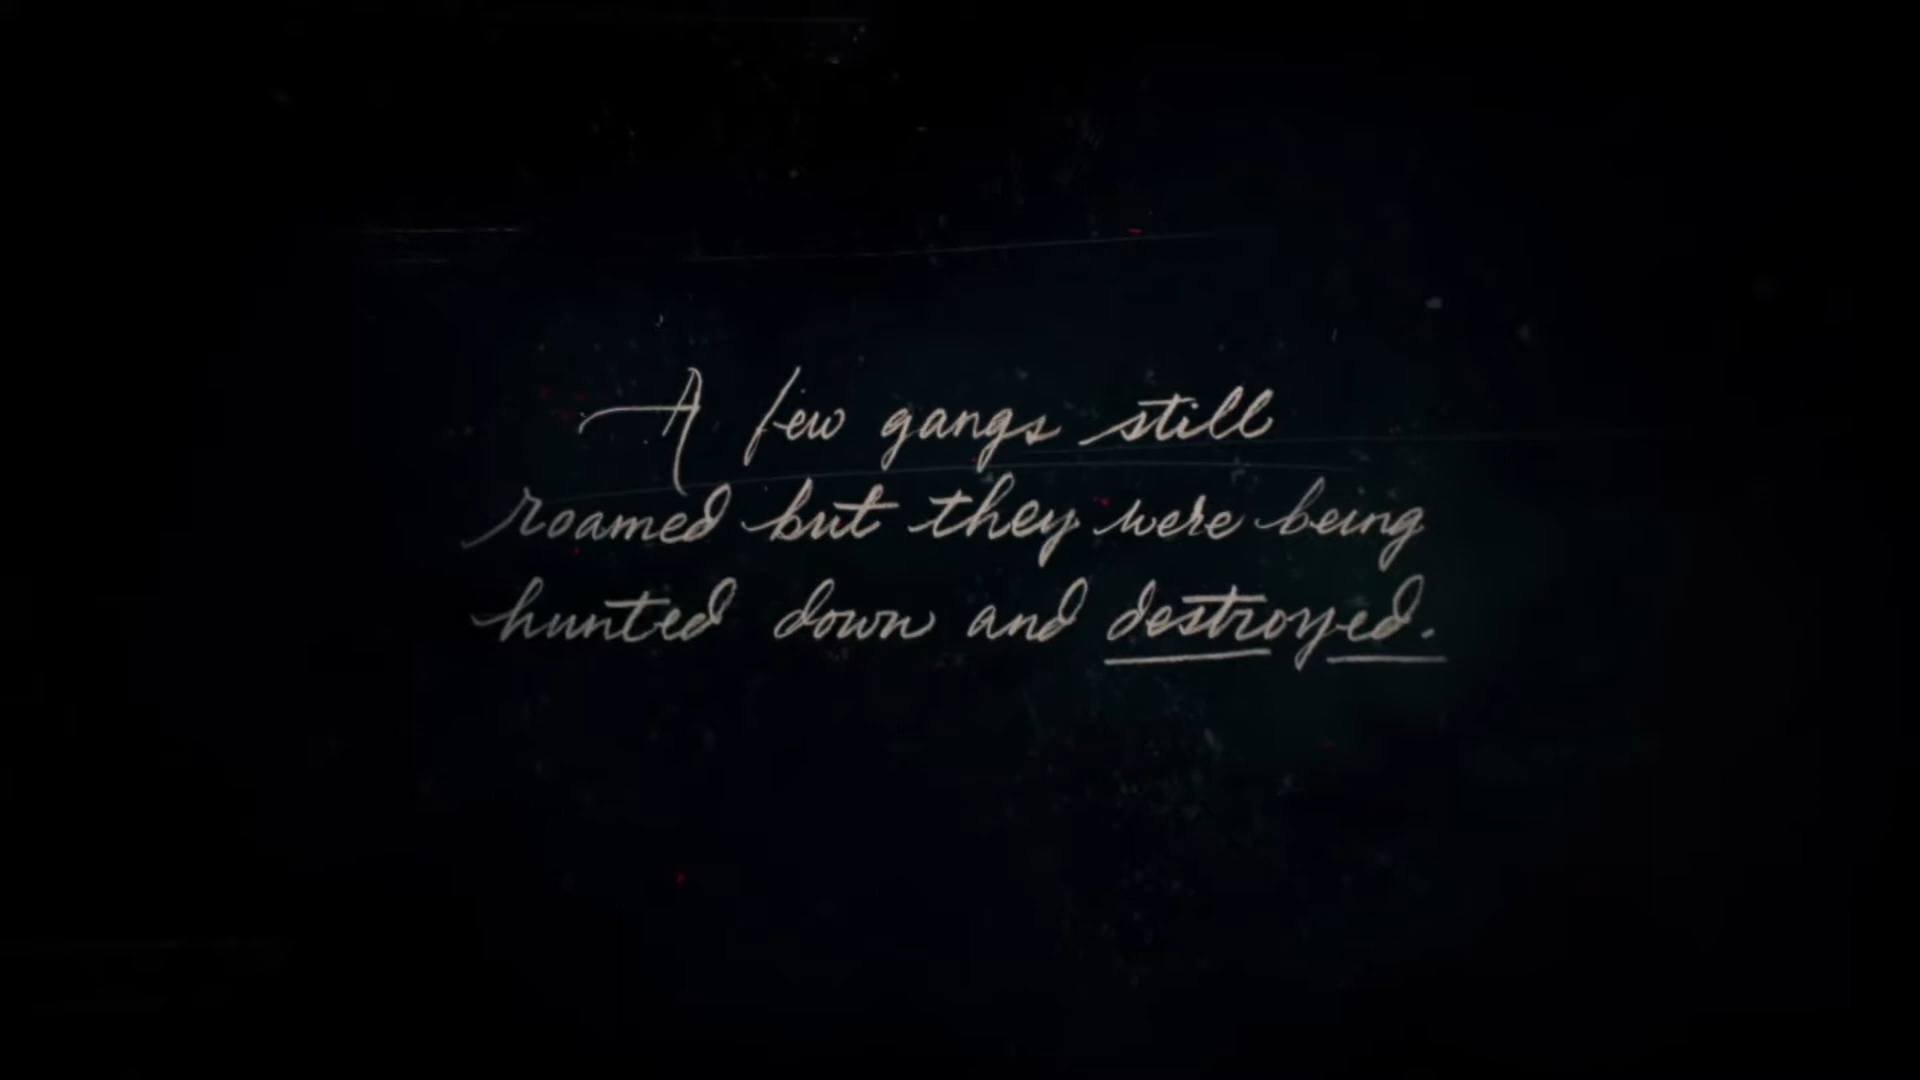 A few gangs still
roamed but they were being
hunted down and destroyed.